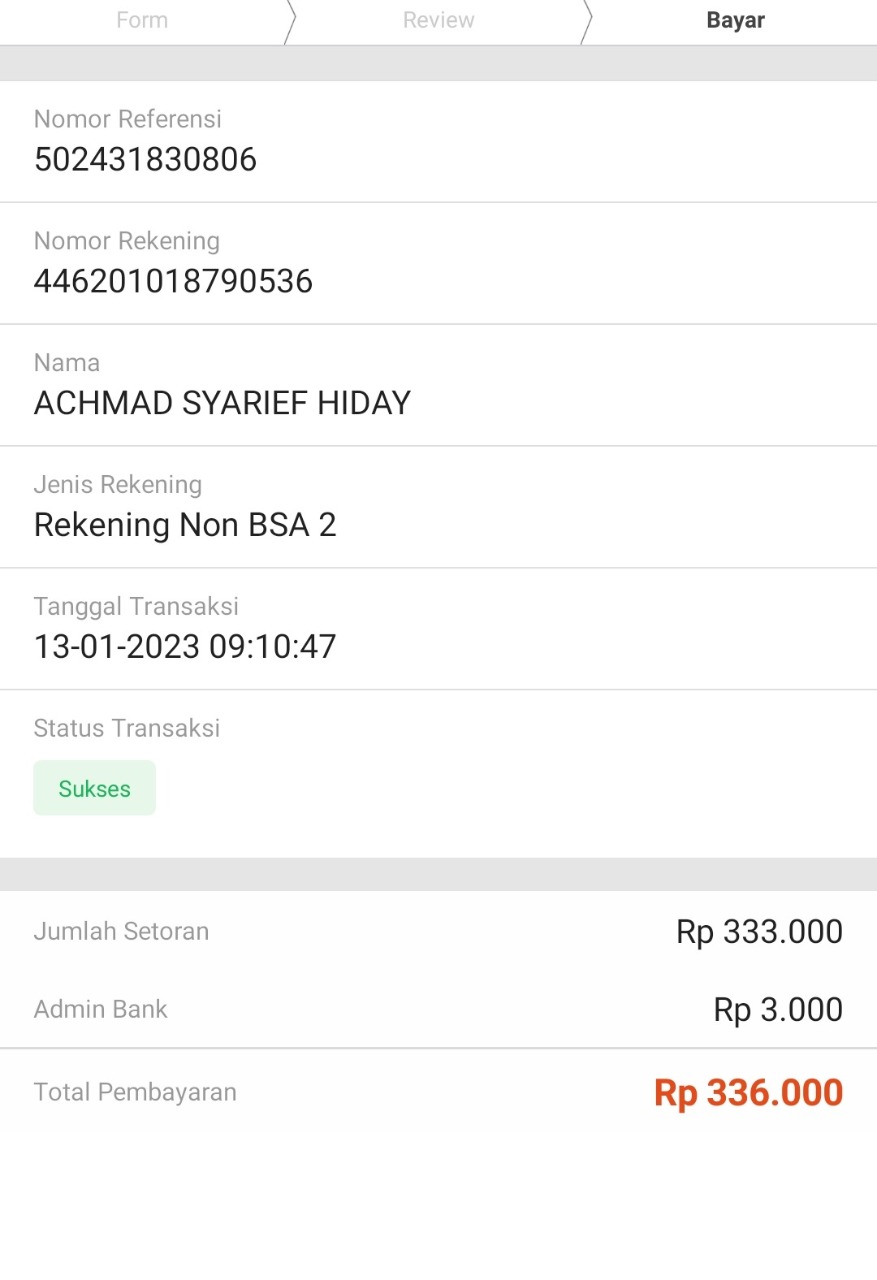 Form
Review
Bayar
Nomor Referensi
502431830806
Nomor Rekening
446201018790536
Nama
ACHMAD SYARIEF HIDAY
Jenis Rekening
Rekening Non BSA 2
Tanggal Transaksi
13-01-2023 09:10:47
Status Transaksi
Sukses
Jumlah Setoran Rp 333.000
Admin Bank Rp 3.000
Total Pembayaran Rp 336.000